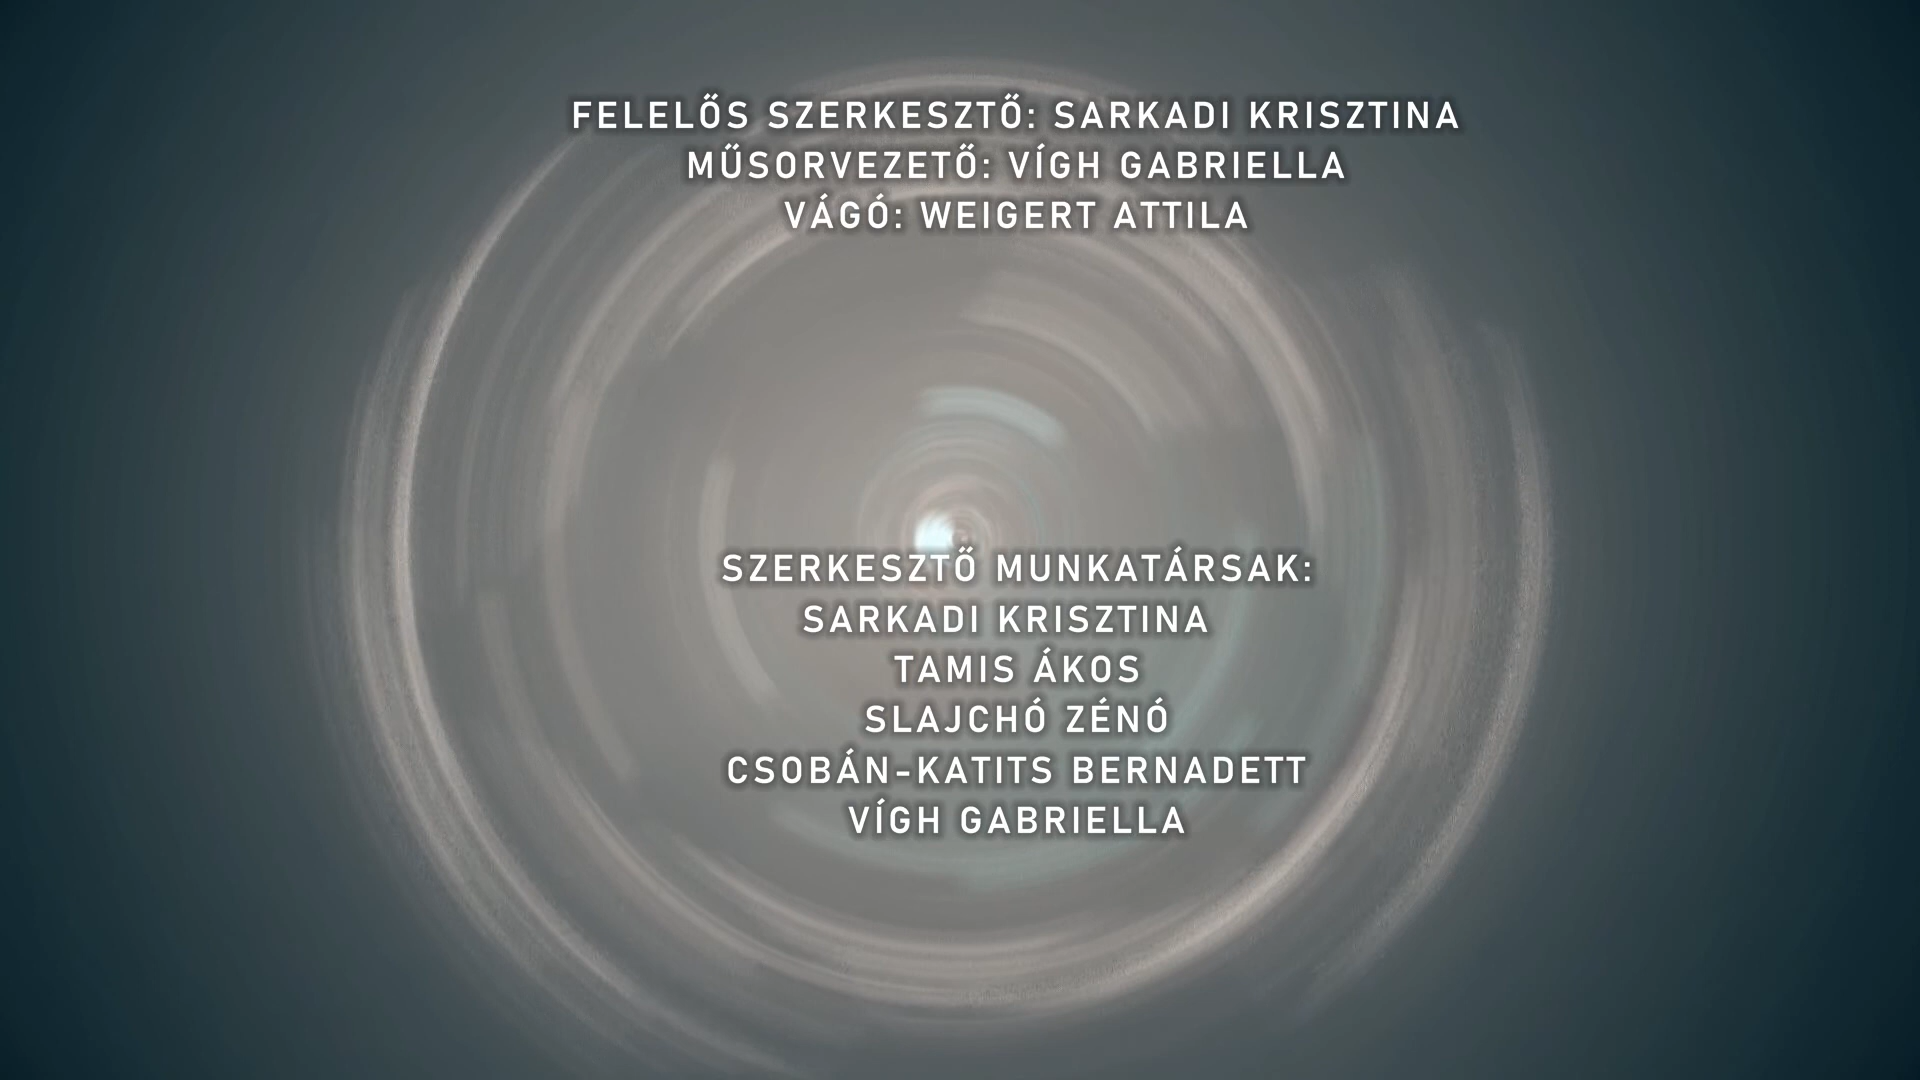 FELELŐS SZERKESZTŐ: SARKADI KRISZTINA
MŰSORVEZETŐ: VÍGH GABRIELLA
VÁGÓ: WEIGERT ATTILA
SZERKESZTŐ MUNKATÁRSAK:
SARKADI KRISZTINA
TAMIS ÁKOS
SLAJCHÓ ZÉNÓ
CSOBÁN-KATITS BERNADETT
VÍGH GABRIELLA